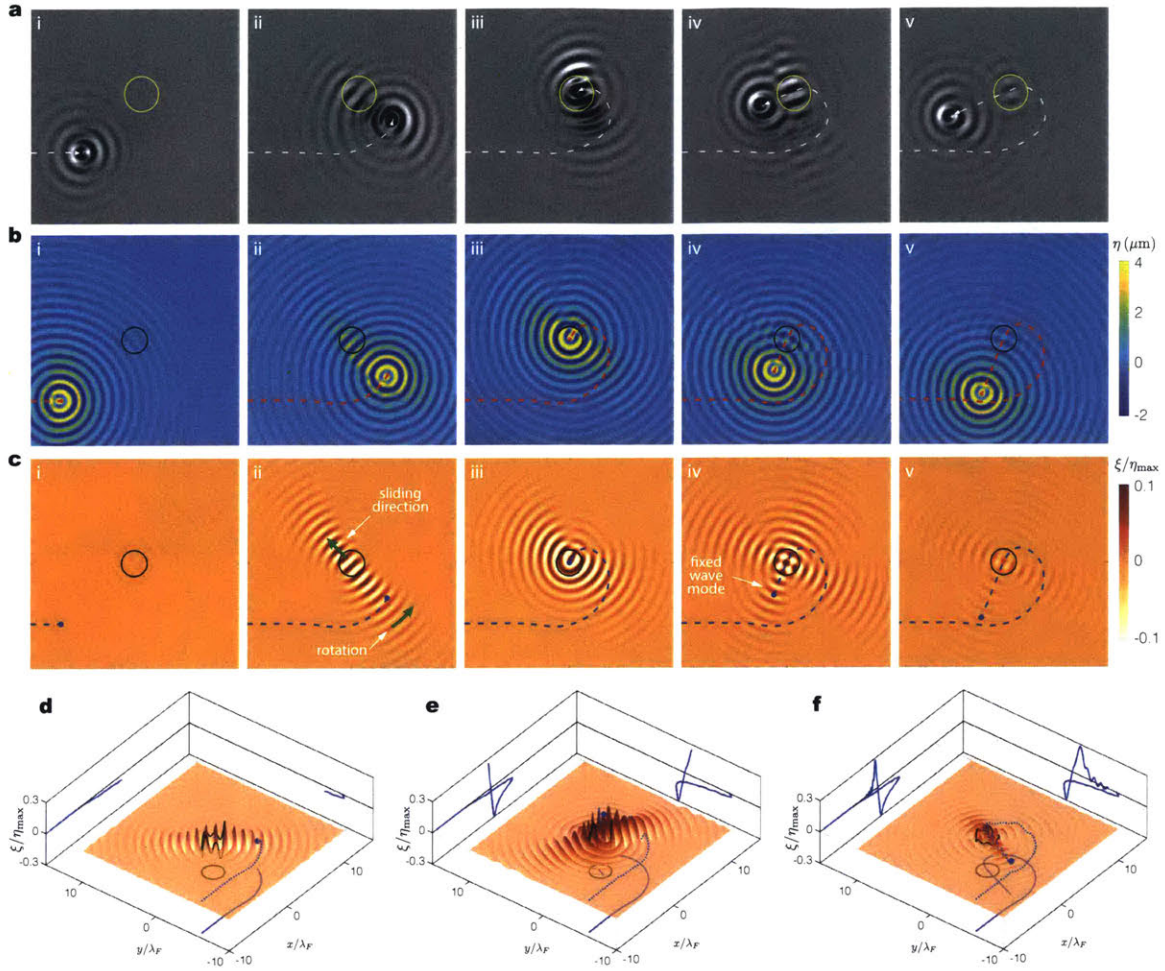 a
i
ii
iii
iv
v
b
i
ii
iii
iv
v
η (μm)
4
2
0
-2
c
i
ii
iii
iv
v
sliding
direction
rotation
fixed
wave
mode
ξ/ηmax
0.1
0
-0.1
d
e
f
0.3
0
-0.3
ξ/ηmax
10
0
-10
y/λF
-10
0
10
x/λF
0.3
0
-0.3
ξ/ηmax
10
0
-10
y/λF
-10
0
10
x/λF
0.3
0
-0.3
ξ/ηmax
10
0
-10
y/λF
-10
0
10
x/λF